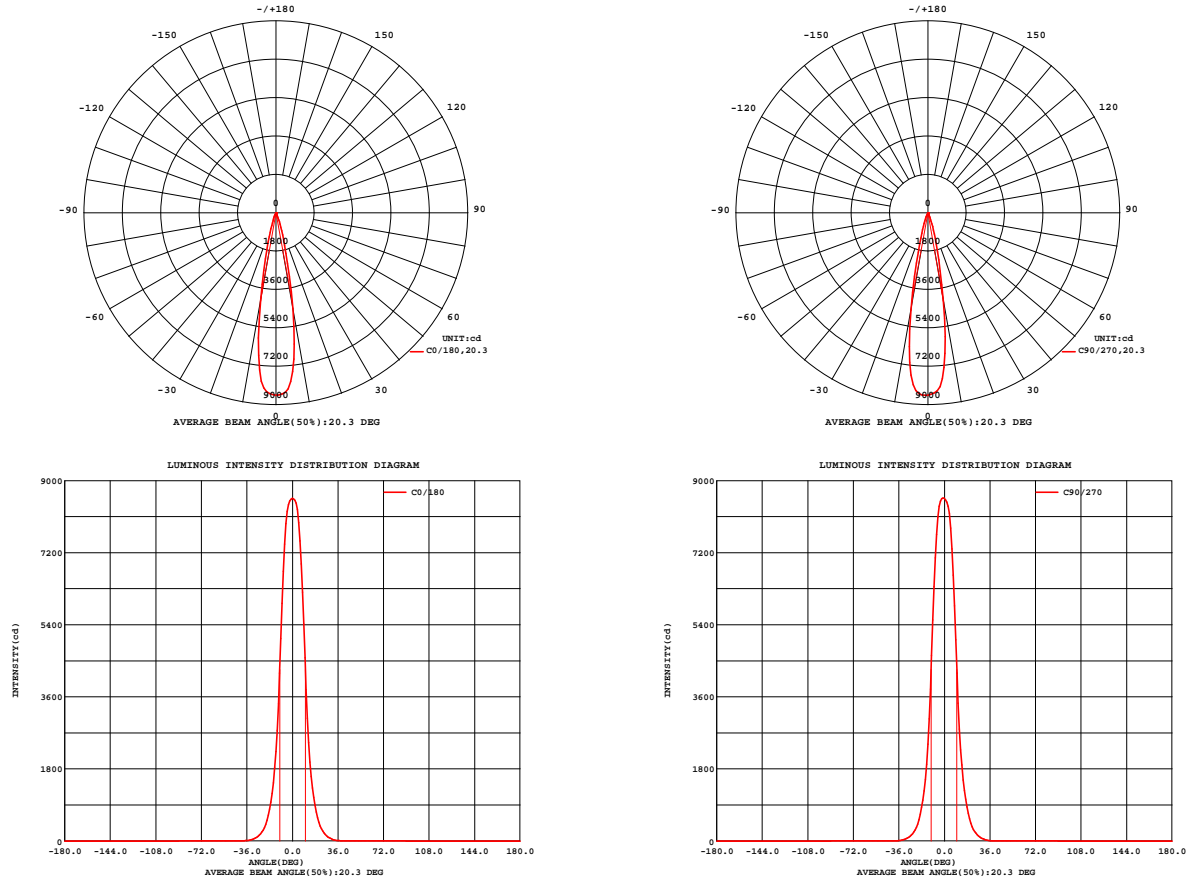 -/+180
-150
150
-120
120
-90
90
0
1800
3600
5400
7200
9000
-60
60
UNIT:cd
C0/180,20.3
-30
30
0
AVERAGE BEAM ANGLE(50%):20.3 DEG
-/+180
-150
150
-120
120
-90
90
0
1800
3600
5400
7200
9000
-60
60
UNIT:cd
C90/270,20.3
-30
30
0
AVERAGE BEAM ANGLE(50%):20.3 DEG
LUMINOUS INTENSITY DISTRIBUTION DIAGRAM
C0/180
9000
7200
5400
3600
1800
0
INTENSITY(cd)
-180.0 -144.0 -108.0 -72.0 -36.0 0.0 36.0 72.0 108.0 144.0 180.0
ANGLE(DEG)
AVERAGE BEAM ANGLE(50%):20.3 DEG
LUMINOUS INTENSITY DISTRIBUTION DIAGRAM
C90/270
9000
7200
5400
3600
1800
0
INTENSITY(cd)
-180.0 -144.0 -108.0 -72.0 -36.0 0.0 36.0 72.0 108.0 144.0 180.0
ANGLE(DEG)
AVERAGE BEAM ANGLE(50%):20.3 DEG